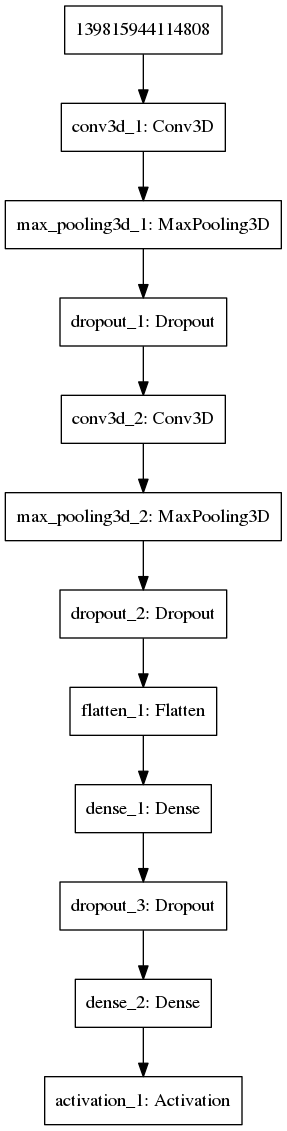 139815944114808
conv3d_1: Conv3D
max_pooling3d_1: MaxPooling3D
dropout_1: Dropout
conv3d_2: Conv3D
max_pooling3d_2: MaxPooling3D
dropout_2: Dropout
flatten_1: Flatten
dense_1: Dense
dropout_3: Dropout
dense_2: Dense
activation_1: Activation